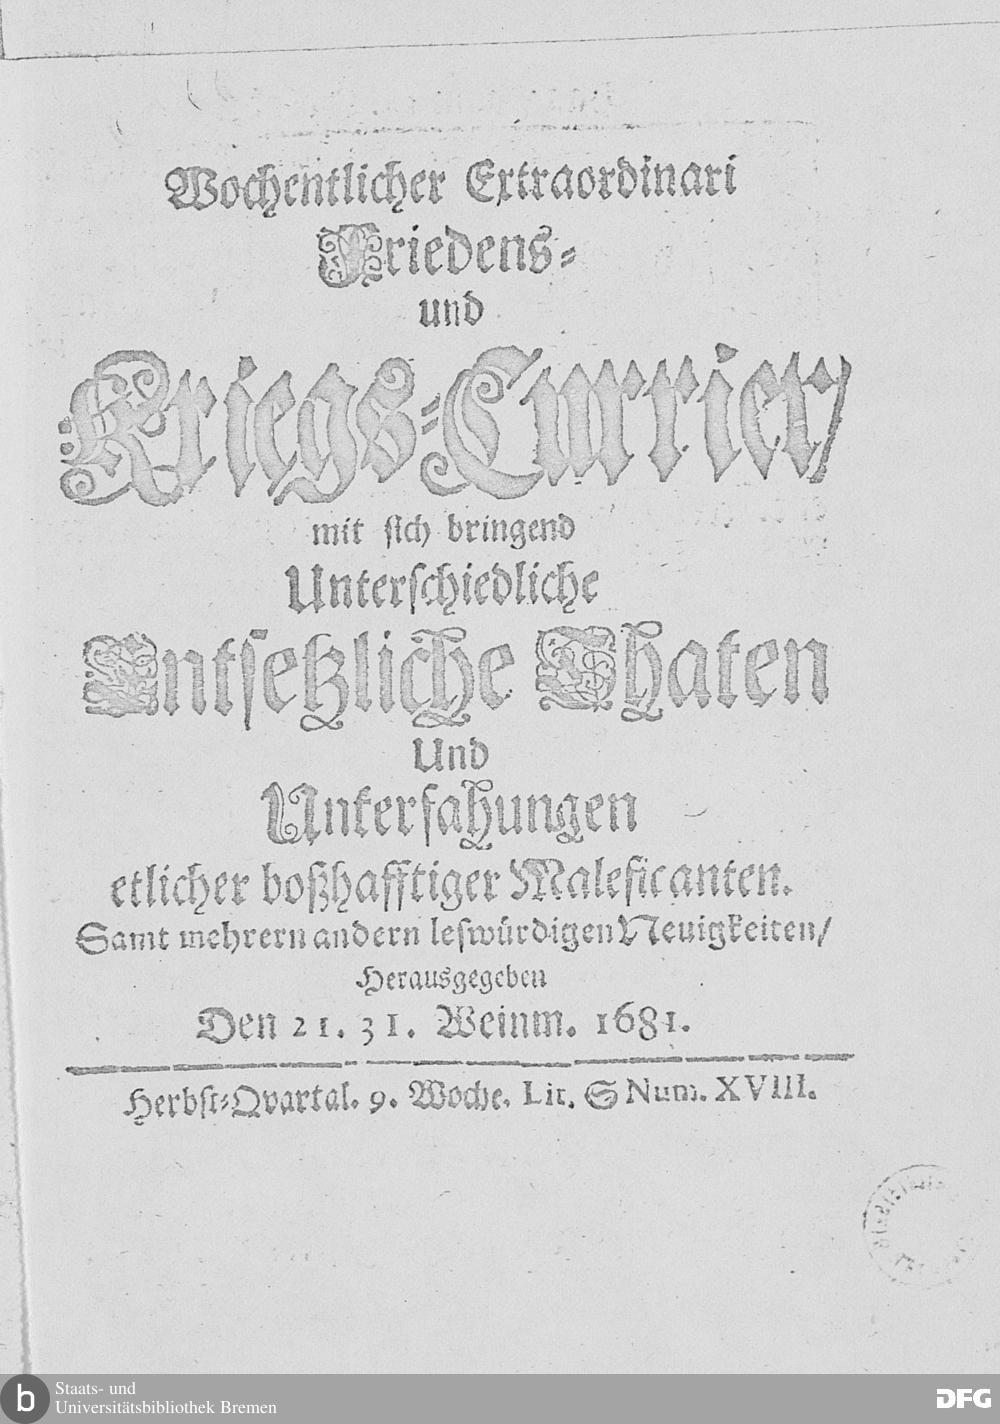 Wochentlicher Extraordinari
Friedens-
und
Kriegs-Currier/
mit sich bringend
Unterschiedliche
Entsetzliche Thaten
Und
Unterfahungen
etlicher boßhafftiger Maleficanten.
Samt mehrern andern leswürdigen Neuigkeiten/
Herausgegeben
Den 21. 31. Weinm. 1681.
Herbst-Qvartal. 9. Woche. Lit. S Num. XVIII.
b
Staats- und
Universitätsbibliothek Bremen
DFG